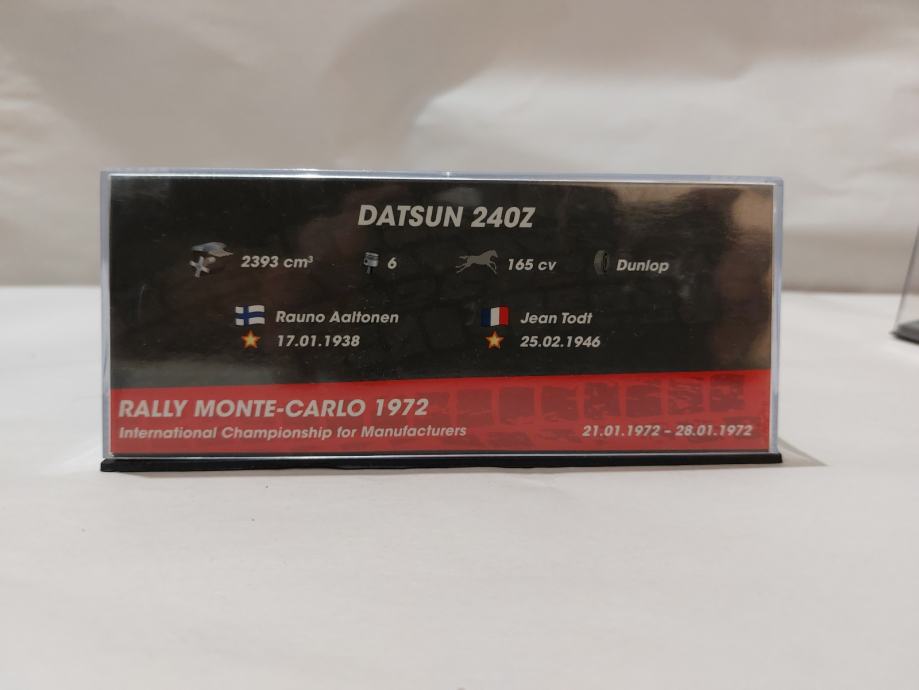 DATSUN 240Z
2393 cm³ 6 165 cv Dunlop
Rauno Aaltonen Jean Todt
17.01.1938 25.02.1946
RALLY MONTE-CARLO 1972
International Championship for Manufacturers 21.01.1972 – 28.01.1972